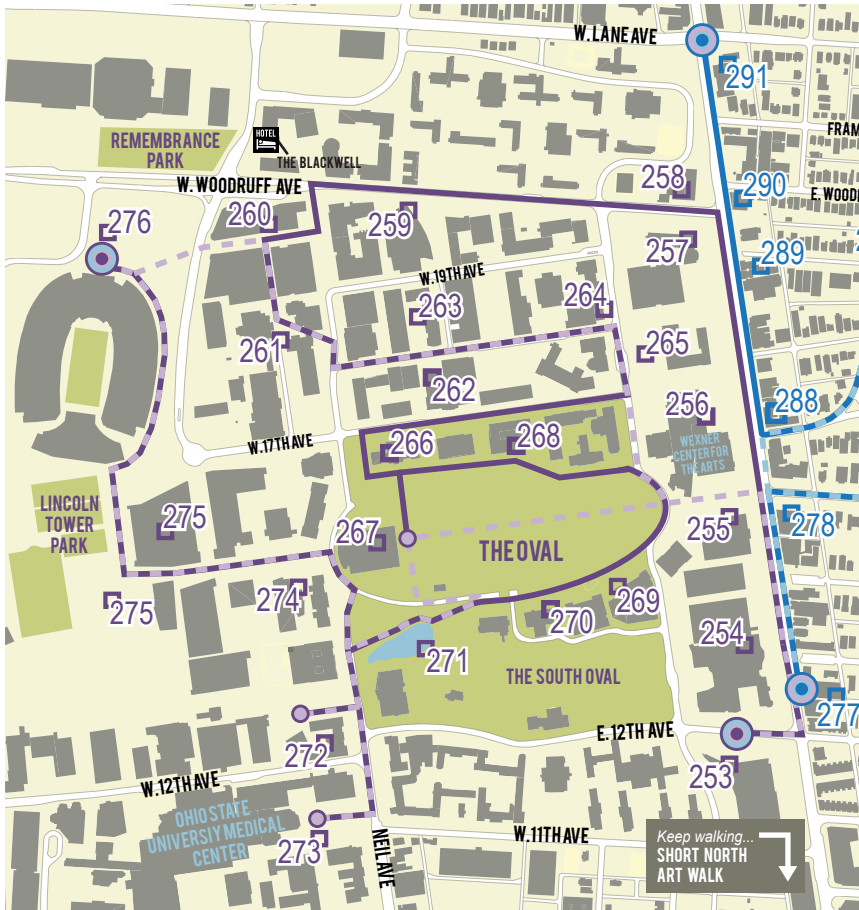 W. LANE AVE
291
FRAM
HOTEL
REMEMBRANCE
PARK
THE BLACKWELL
W. WOODRUFF AVE
258
290
E. WOOD
276
260
259
257
289
2
W. 19TH AVE
263
264
261
265
262
256
288
W. 17TH AVE
266
268
WEXNER
CENTER FOR
THE ARTS
LINCOLN
TOWER
PARK
275
267
THE OVAL
255
278
275
274
270
269
271
254
THE SOUTH OVAL
277
272
E. 12TH AVE
253
W. 12TH AVE
OHIO STATE
UNIVERSIY MEDICAL
CENTER
273
NEIL AVE
W. 11TH AVE
Keep walking...
SHORT NORTH
ART WALK